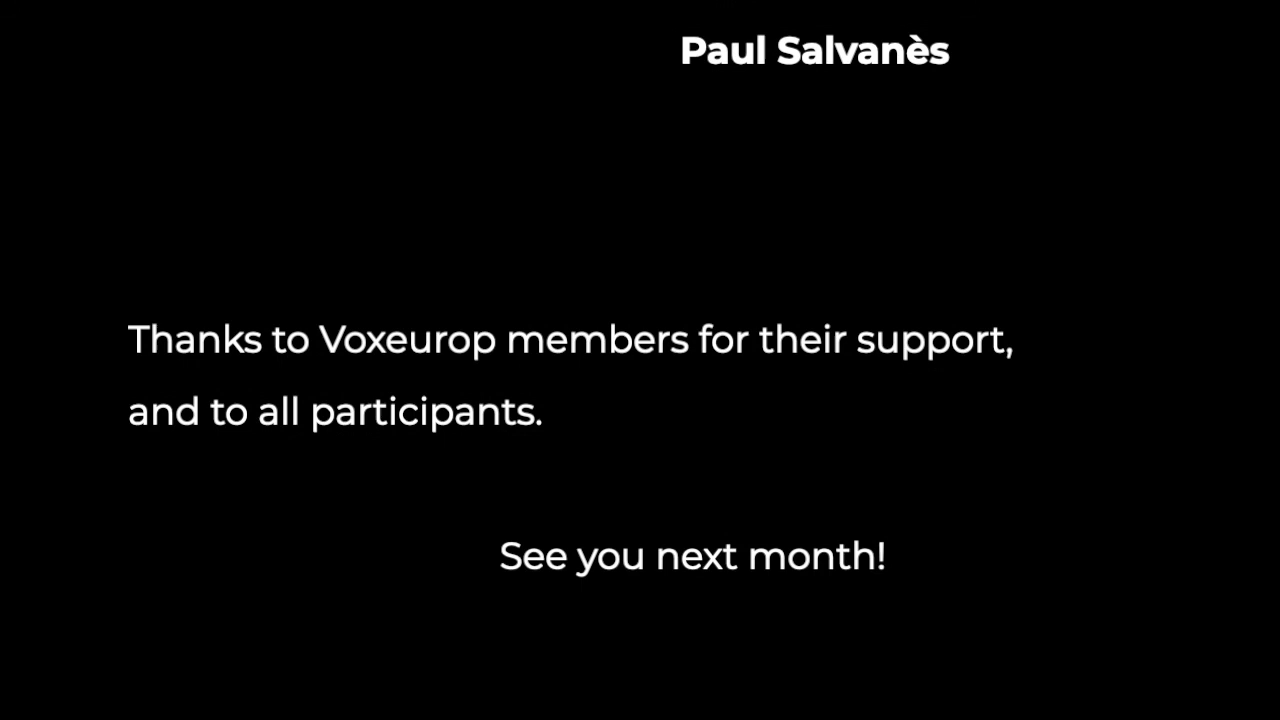 Paul Salvanès
Thanks to Voxeurop members for their support,
and to all participants.
See you next month!